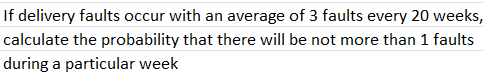 If delivery faults occur with an average of 3 faults every 20 weeks,
calculate the probability that there will be not more than 1 faults
during a particular week